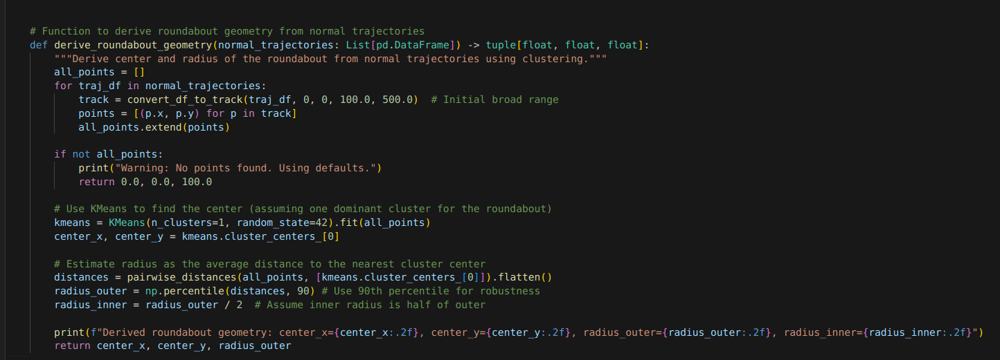 # Function to derive roundabout geometry from normal trajectories
def derive_roundabout_geometry(normal_trajectories: List[pd.DataFrame]) -> tuple[float, float, float]:
    """Derive center and radius of the roundabout from normal trajectories using clustering."""
    all_points = []
    for traj_df in normal_trajectories:
        track = convert_df_to_track(traj_df, 0, 0, 100.0, 500.0)  # Initial broad range
        points = [(p.x, p.y) for p in track]
        all_points.extend(points)

    if not all_points:
        print("Warning: No points found. Using defaults.")
        return 0.0, 0.0, 100.0

    # Use KMeans to find the center (assuming one dominant cluster for the roundabout)
    kmeans = KMeans(n_clusters=1, random_state=42).fit(all_points)
    center_x, center_y = kmeans.cluster_centers_[0]

    # Estimate radius as the average distance to the nearest cluster center
    distances = pairwise_distances(all_points, [kmeans.cluster_centers_[0]]).flatten()
    radius_outer = np.percentile(distances, 90) # Use 90th percentile for robustness
    radius_inner = radius_outer / 2  # Assume inner radius is half of outer

    print(f"Derived roundabout geometry: center_x={center_x:.2f}, center_y={center_y:.2f}, radius_outer={radius_outer:.2f}, radius_inner={radius_inner:.2f}")
    return center_x, center_y, radius_outer